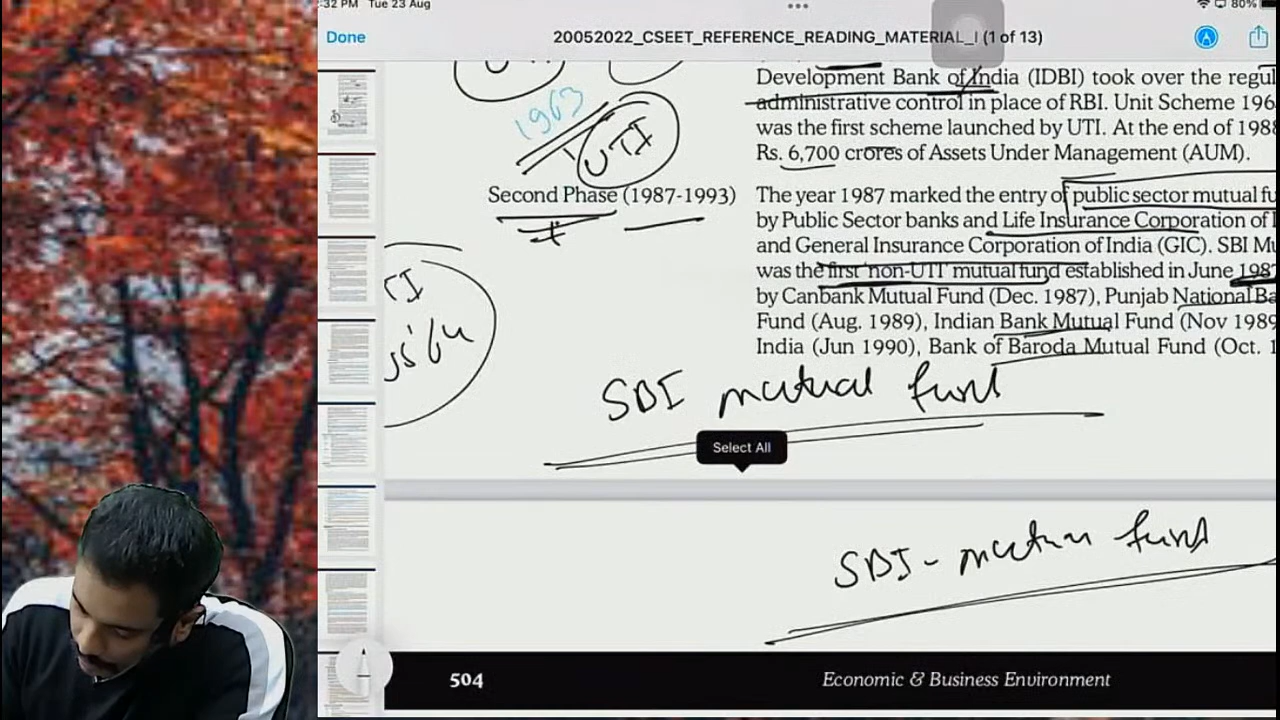 :32 PM Tue 23 Aug
80%
Done
20052022_CSEET_REFERENCE_READING_MATERIAL_I (1 of 13)
Development Bank of India (IDBI) took over the regul
administrative control in place of RBI. Unit Scheme 196
was the first scheme launched by UTI. At the end of 1988
Rs. 6,700 crores of Assets Under Management (AUM).
1963
UTI
Second Phase (1987-1993)
The year 1987 marked the entry of public sector mutual fu
by Public Sector banks and Life Insurance Corporation of I
and General Insurance Corporation of India (GIC). SBI Mu
was the first 'non-UTI' mutual fund established in June 198
by Canbank Mutual Fund (Dec. 1987), Punjab National Ba
Fund (Aug. 1989), Indian Bank Mutual Fund (Nov 1989
India (Jun 1990), Bank of Baroda Mutual Fund (Oct. 1
TI
SBI mutual fund
Select All
SBI - mutual fund
504
Economic & Business Environment